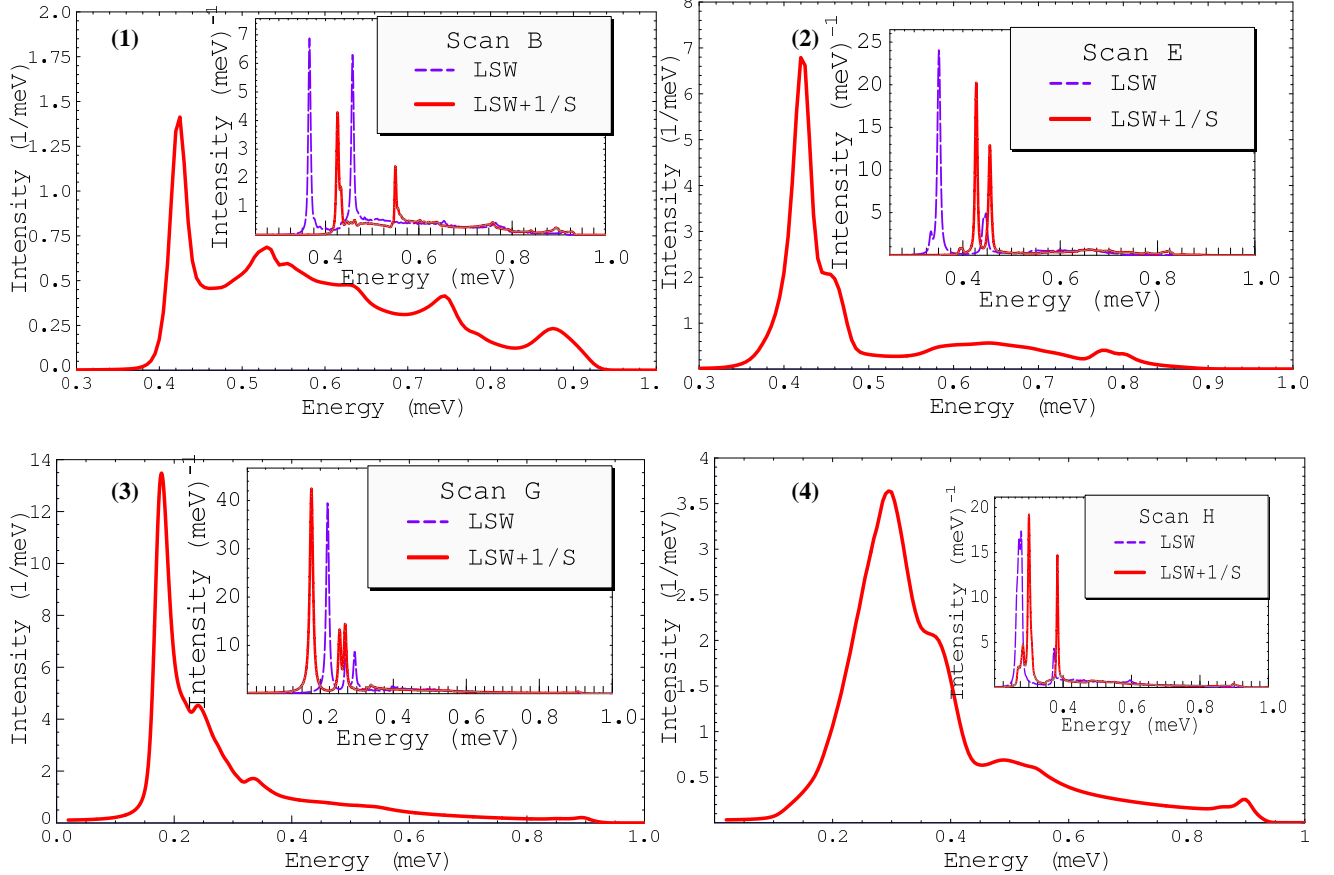 (1)
Scan B
LSW
LSW+1/S
Intensity (meV)⁻¹
7
6
5
4
3
2
1
0.4 0.6 0.8 1.0
Energy (meV)
Intensity (1/meV)
2.0
1.75
1.5
1.25
1.0
0.75
0.5
0.25
0.0
0.3 0.4 0.5 0.6 0.7 0.8 0.9 1.
Energy (meV)
(2)
Scan E
LSW
LSW+1/S
Intensity (meV)⁻¹
25
20
15
10
5
0.4 0.6 0.8 1.0
Energy (meV)
Intensity (1/meV)
8
7
6
5
4
3
2
1
0.3 0.4 0.5 0.6 0.7 0.8 0.9 1.0
Energy (meV)
(3)
Scan G
LSW
LSW+1/S
Intensity (meV)⁻¹
40
30
20
10
0.2 0.4 0.6 0.8 1.0
Energy (meV)
Intensity (1/meV)
14
12
10
8
6
4
2
0
0.0 0.2 0.4 0.6 0.8 1.0
Energy (meV)
(4)
Scan H
LSW
LSW+1/S
Intensity (meV)⁻¹
20
15
10
5
0.4 0.6 0.8 1.0
Energy (meV)
Intensity (1/meV)
4
3.5
3.
2.5
2.
1.5
1.
0.5
0.2 0.4 0.6 0.8 1
Energy (meV)